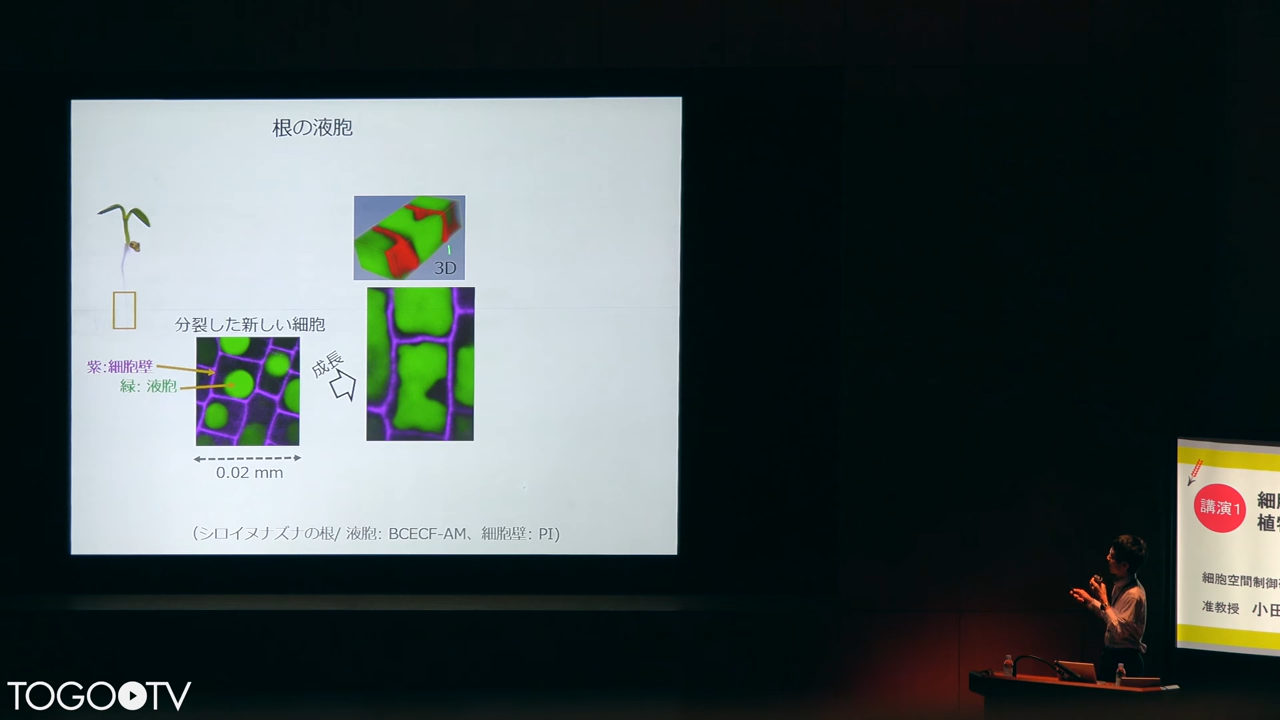 根の液胞
3D
分裂した新しい細胞
紫:細胞壁
緑: 液胞
成長
0.02 mm
(シロイヌナズナの根/ 液胞: BCECF-AM、細胞壁: PI)
講演1
細胞空間制御
准教授 小田
TOGOTV